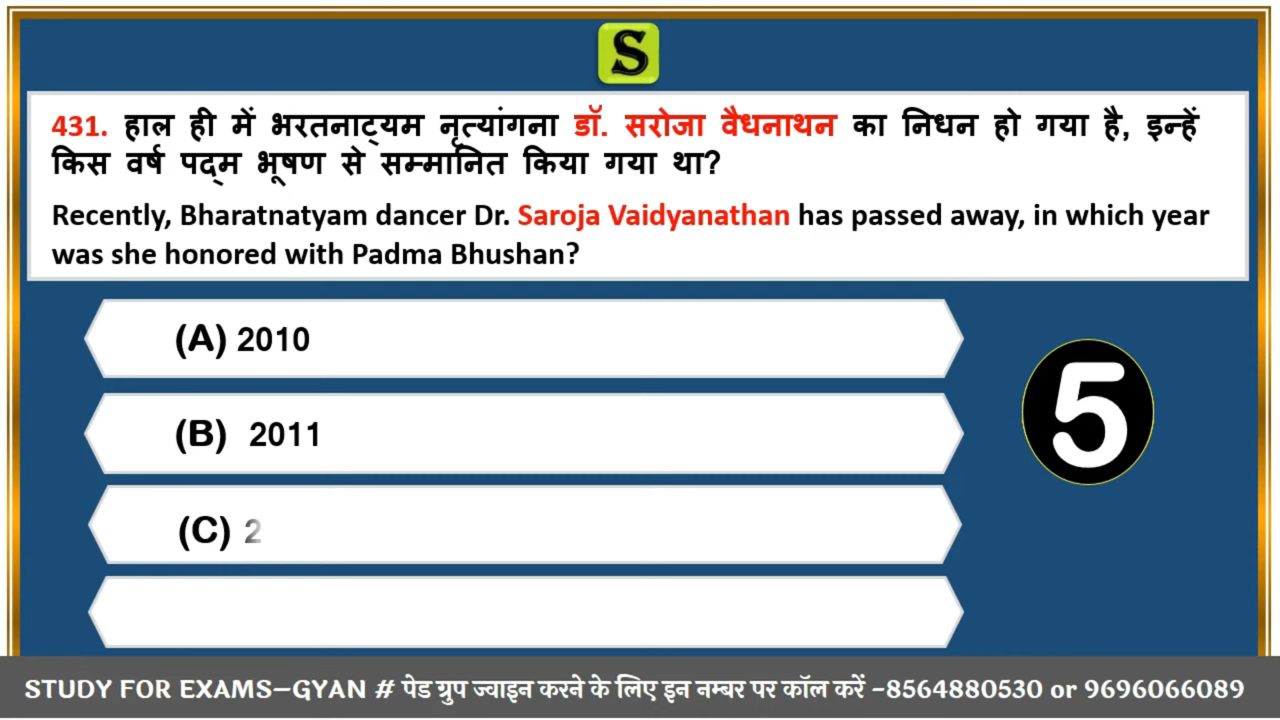 S
431. हाल ही में भरतनाट्यम नृत्यांगना डॉ. सरोजा वैधनाथन का निधन हो गया है, इन्हें
किस वर्ष पद्म भूषण से सम्मानित किया गया था?
Recently, Bharatnatyam dancer Dr. Saroja Vaidyanathan has passed away, in which year
was she honored with Padma Bhushan?
(A) 2010
(B) 2011
5
(C) 2
STUDY FOR EXAMS–GYAN # पेड ग्रुप ज्वाइन करने के लिए इन नम्बर पर कॉल करें -8564880530 or 9696066089